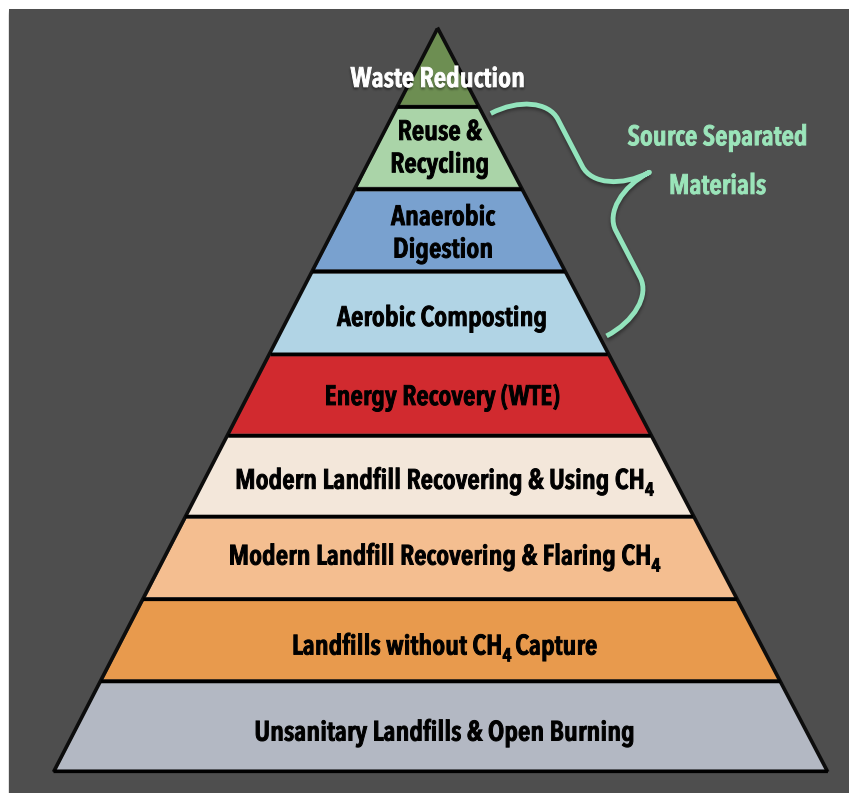 Waste Reduction
Reuse &
Recycling
Source Separated
Materials
Anaerobic
Digestion
Aerobic Composting
Energy Recovery (WTE)
Modern Landfill Recovering & Using CH₄
Modern Landfill Recovering & Flaring CH₄
Landfills without CH₄ Capture
Unsanitary Landfills & Open Burning